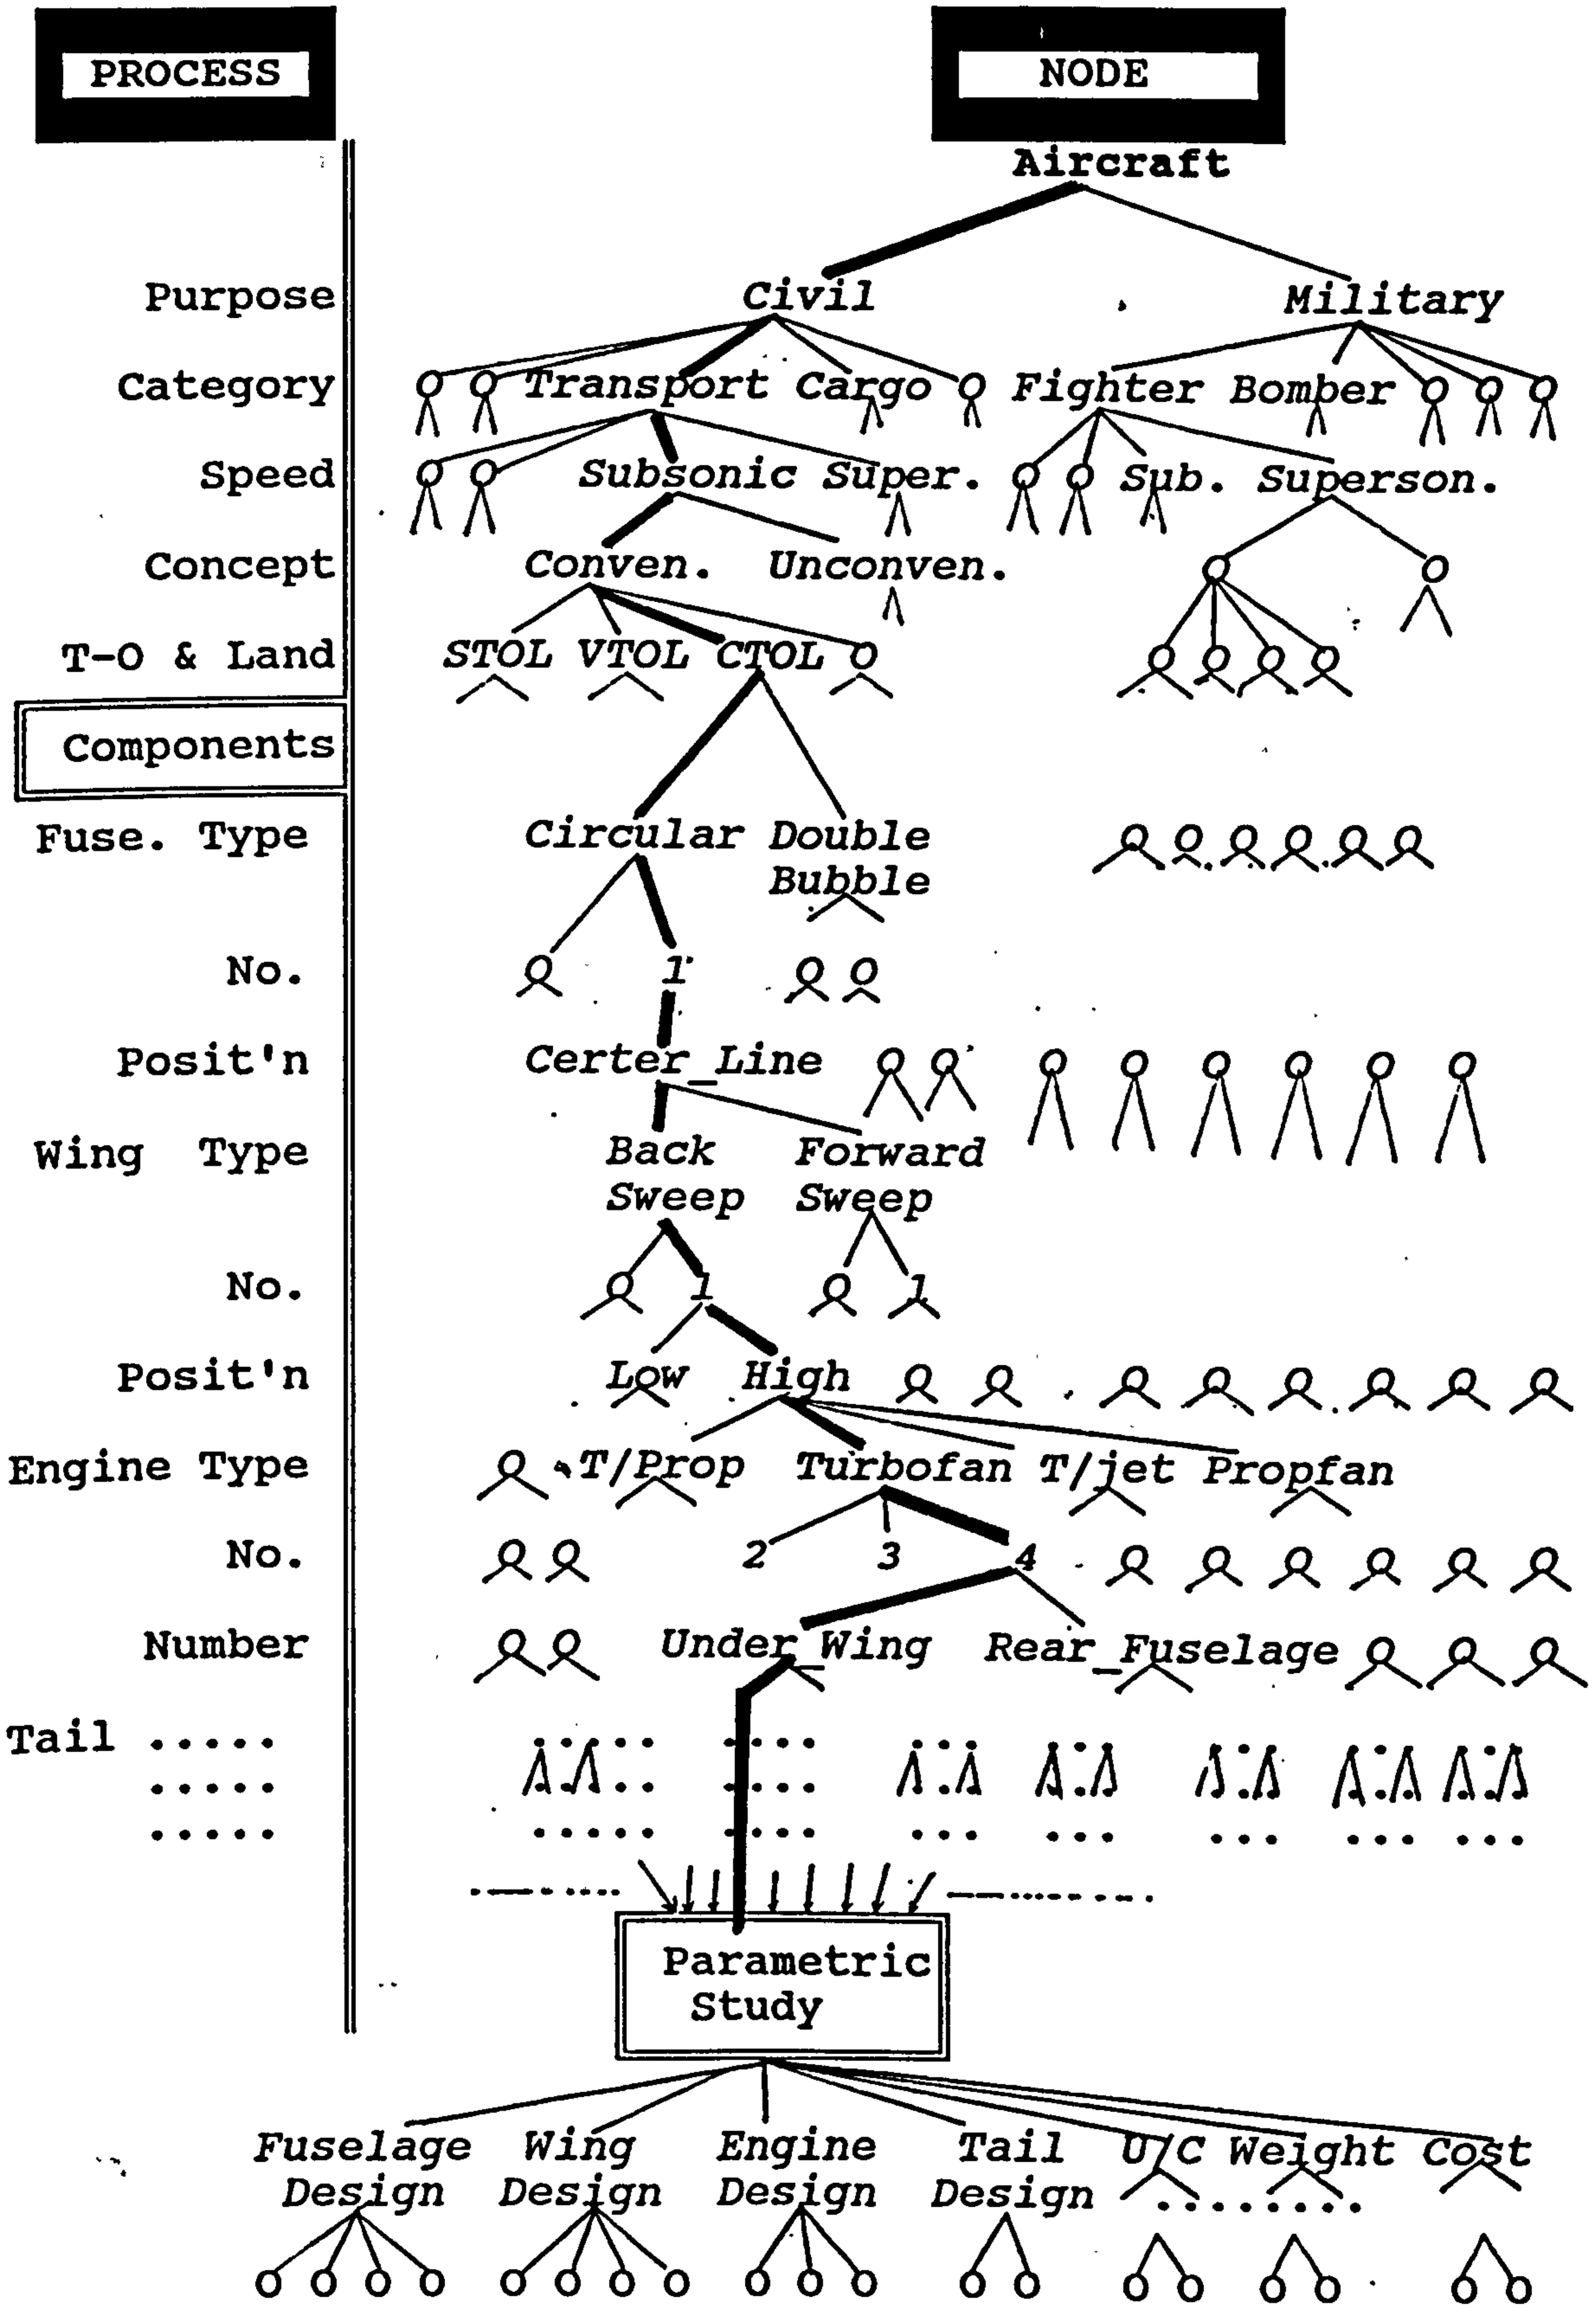 PROCESS NODE
Aircraft
Purpose Civil Military
Category Transport Cargo Fighter Bomber
Speed Subsonic Super. Sub. Superson.
Concept Conven. Unconven.
T-O & Land STOL VTOL CTOL
Components
Fuse. Type Circular Double
Bubble
No. 1
Posit'n Certer_Line
Wing Type Back Forward
Sweep Sweep
No. 1 1
Posit'n Low High
Engine Type T/Prop Turbofan T/jet Propfan
No. 2 3 4
Number Under_Wing Rear_Fuselage
Tail .....
Parametric
Study
Fuselage Wing Engine Tail U/C Weight Cost
Design Design Design Design